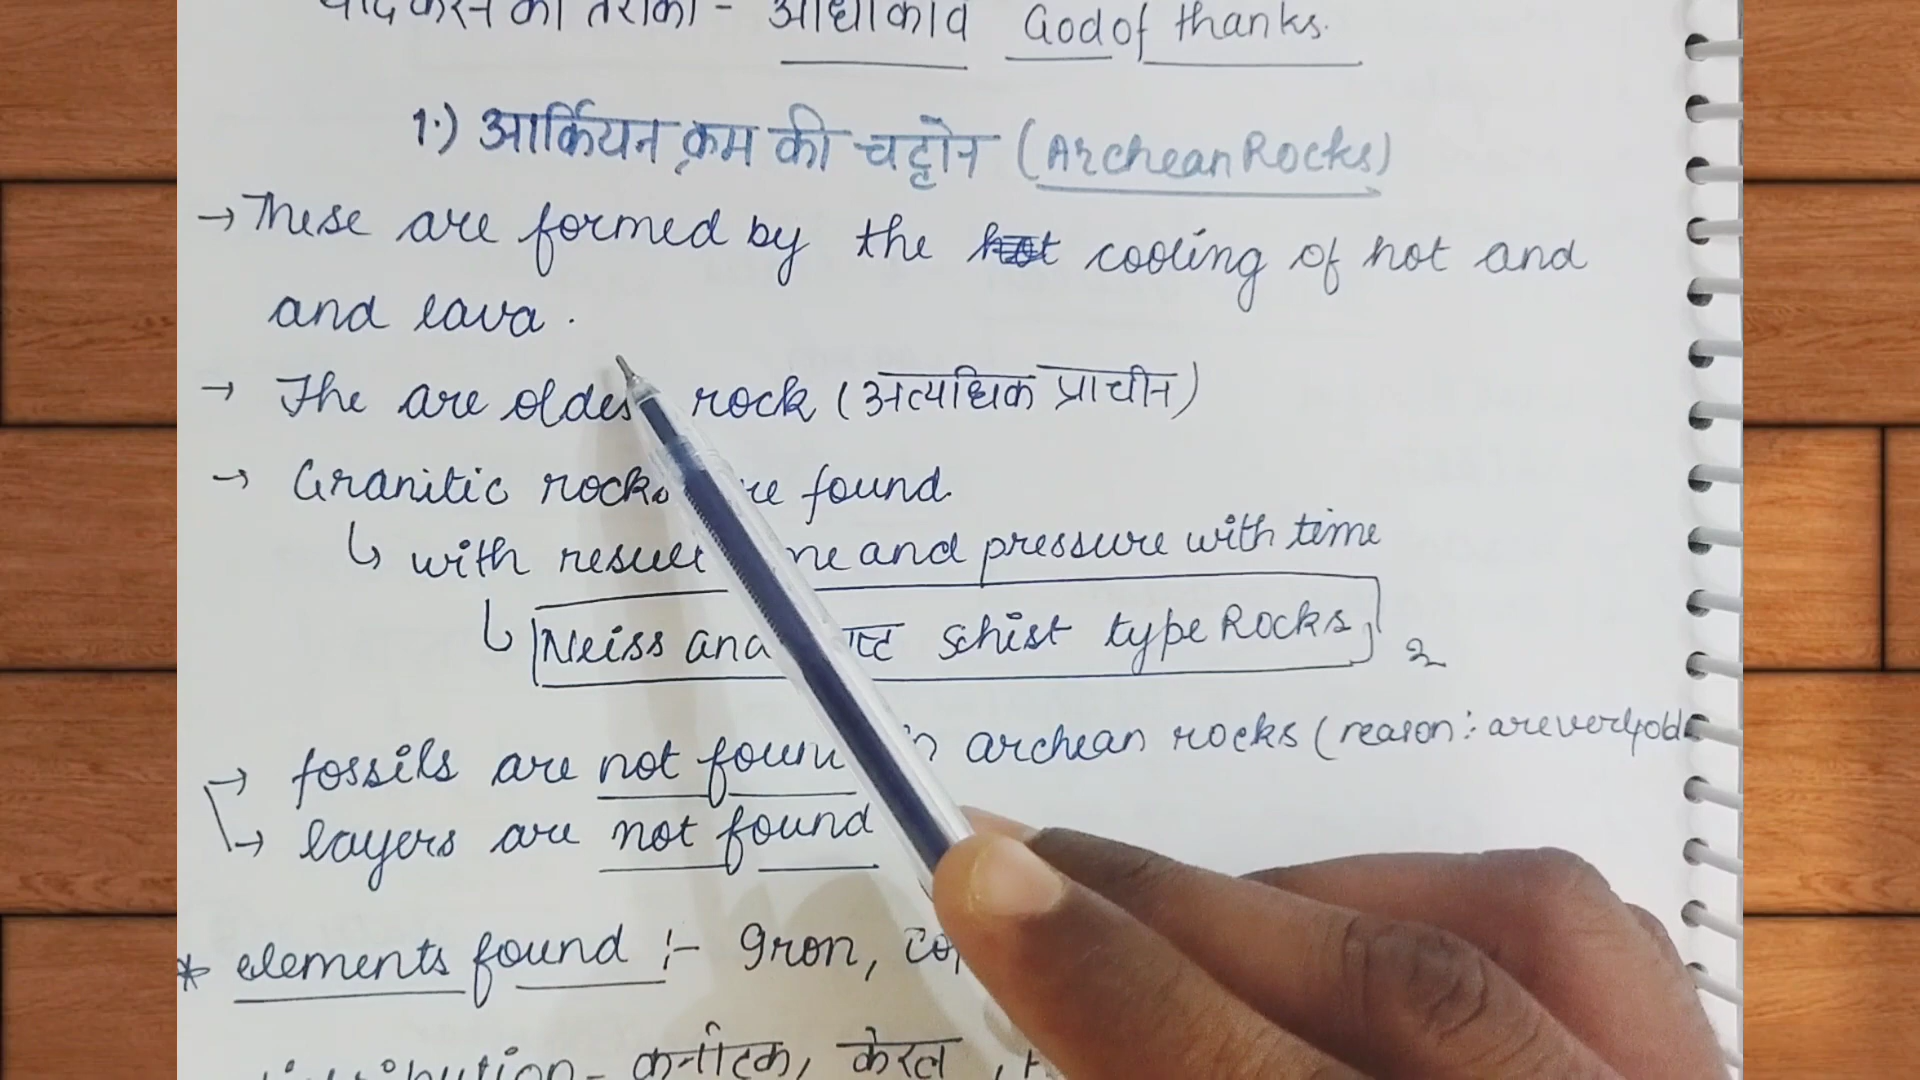 याद करने का तरीका - आधाकाव God of thanks.
1.) आर्कियन क्रम की चट्टोन (Archean Rocks)
→ These are formed by the cooling of hot and
and lava.
→ The are oldes rock (अत्यधिक प्राचीन)
→ Granitic rocks found.
↳ with and pressure with time
↳ Neiss and Schist type Rocks
→ fossils are not foun archean rocks (reason: are very old
→ layers are not found
* elements found :- Iron,
कर्नाटक, केरल,